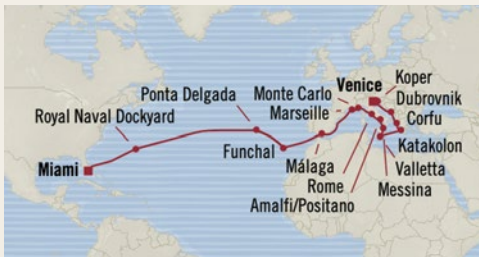 Koper
Venice
Dubrovnik
Monte Carlo
Ponta Delgada
Marseille
Corfu
Royal Naval Dockyard
Katakolon
Funchal
Miami
Málaga
Valletta
Rome
Messina
Amalfi/Positano